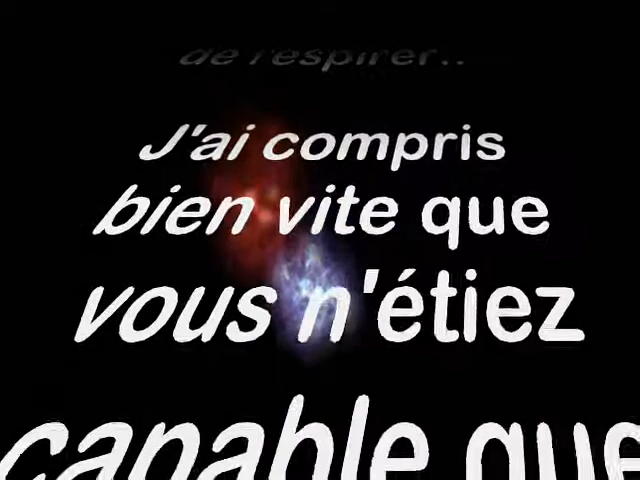 de respirer..
J'ai compris
bien vite que
vous n'étiez
capable que